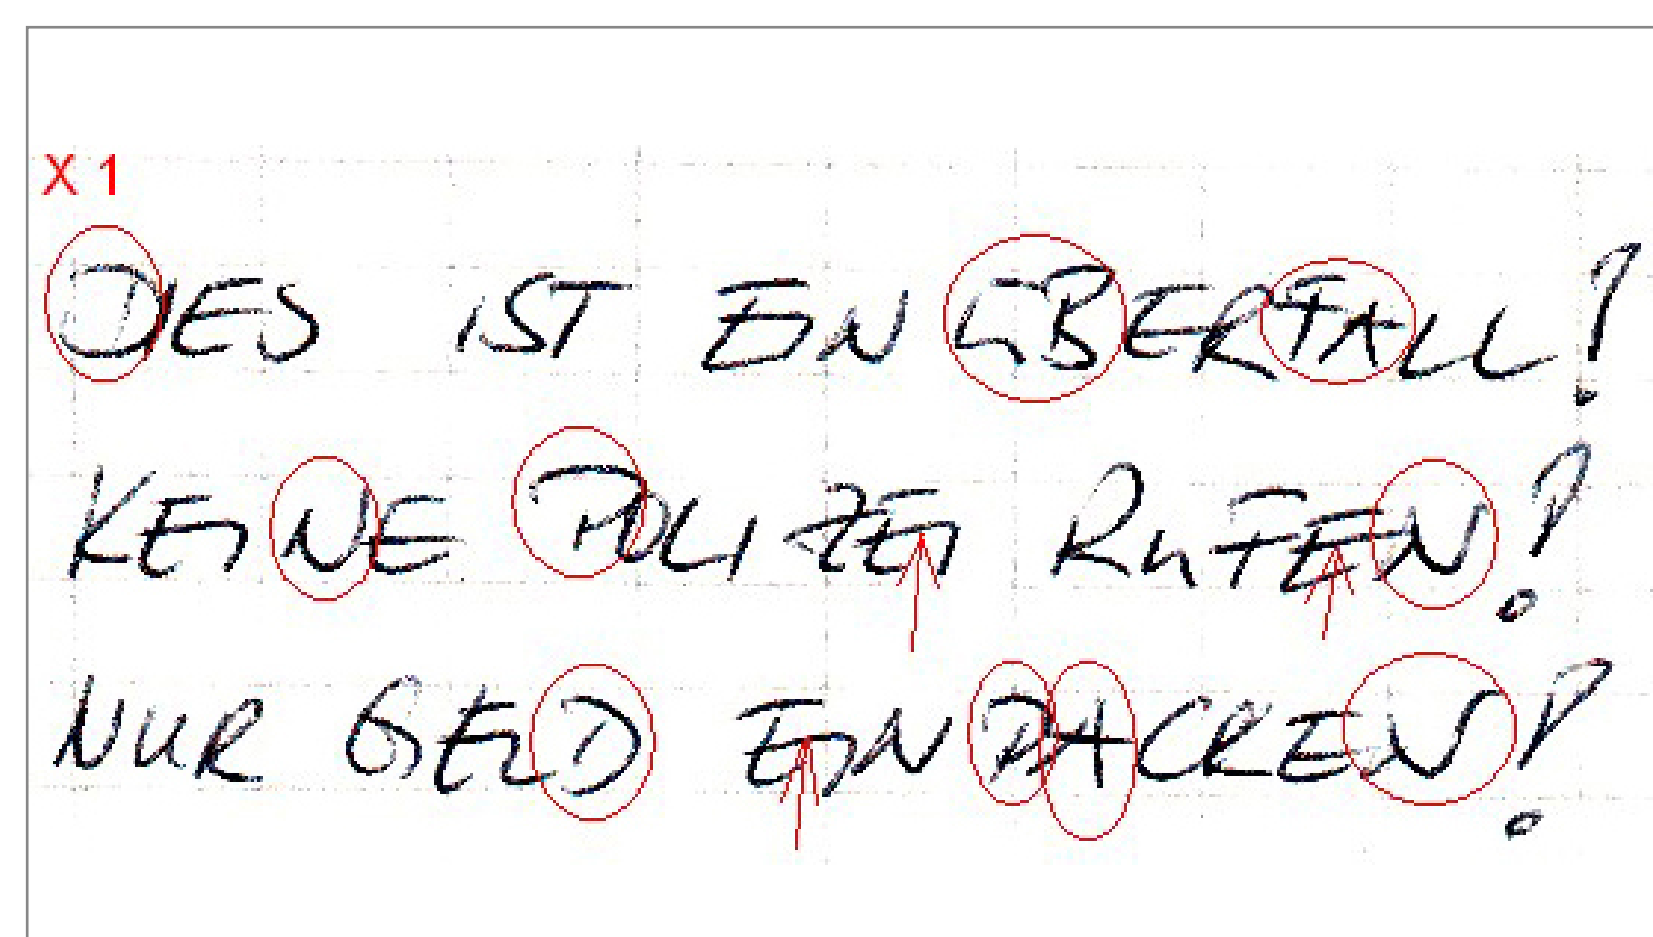 X 1
DIES IST EIN ÜBERFALL!
KEINE POLIZEI RUFEN!
NUR GELD EINPACKEN!